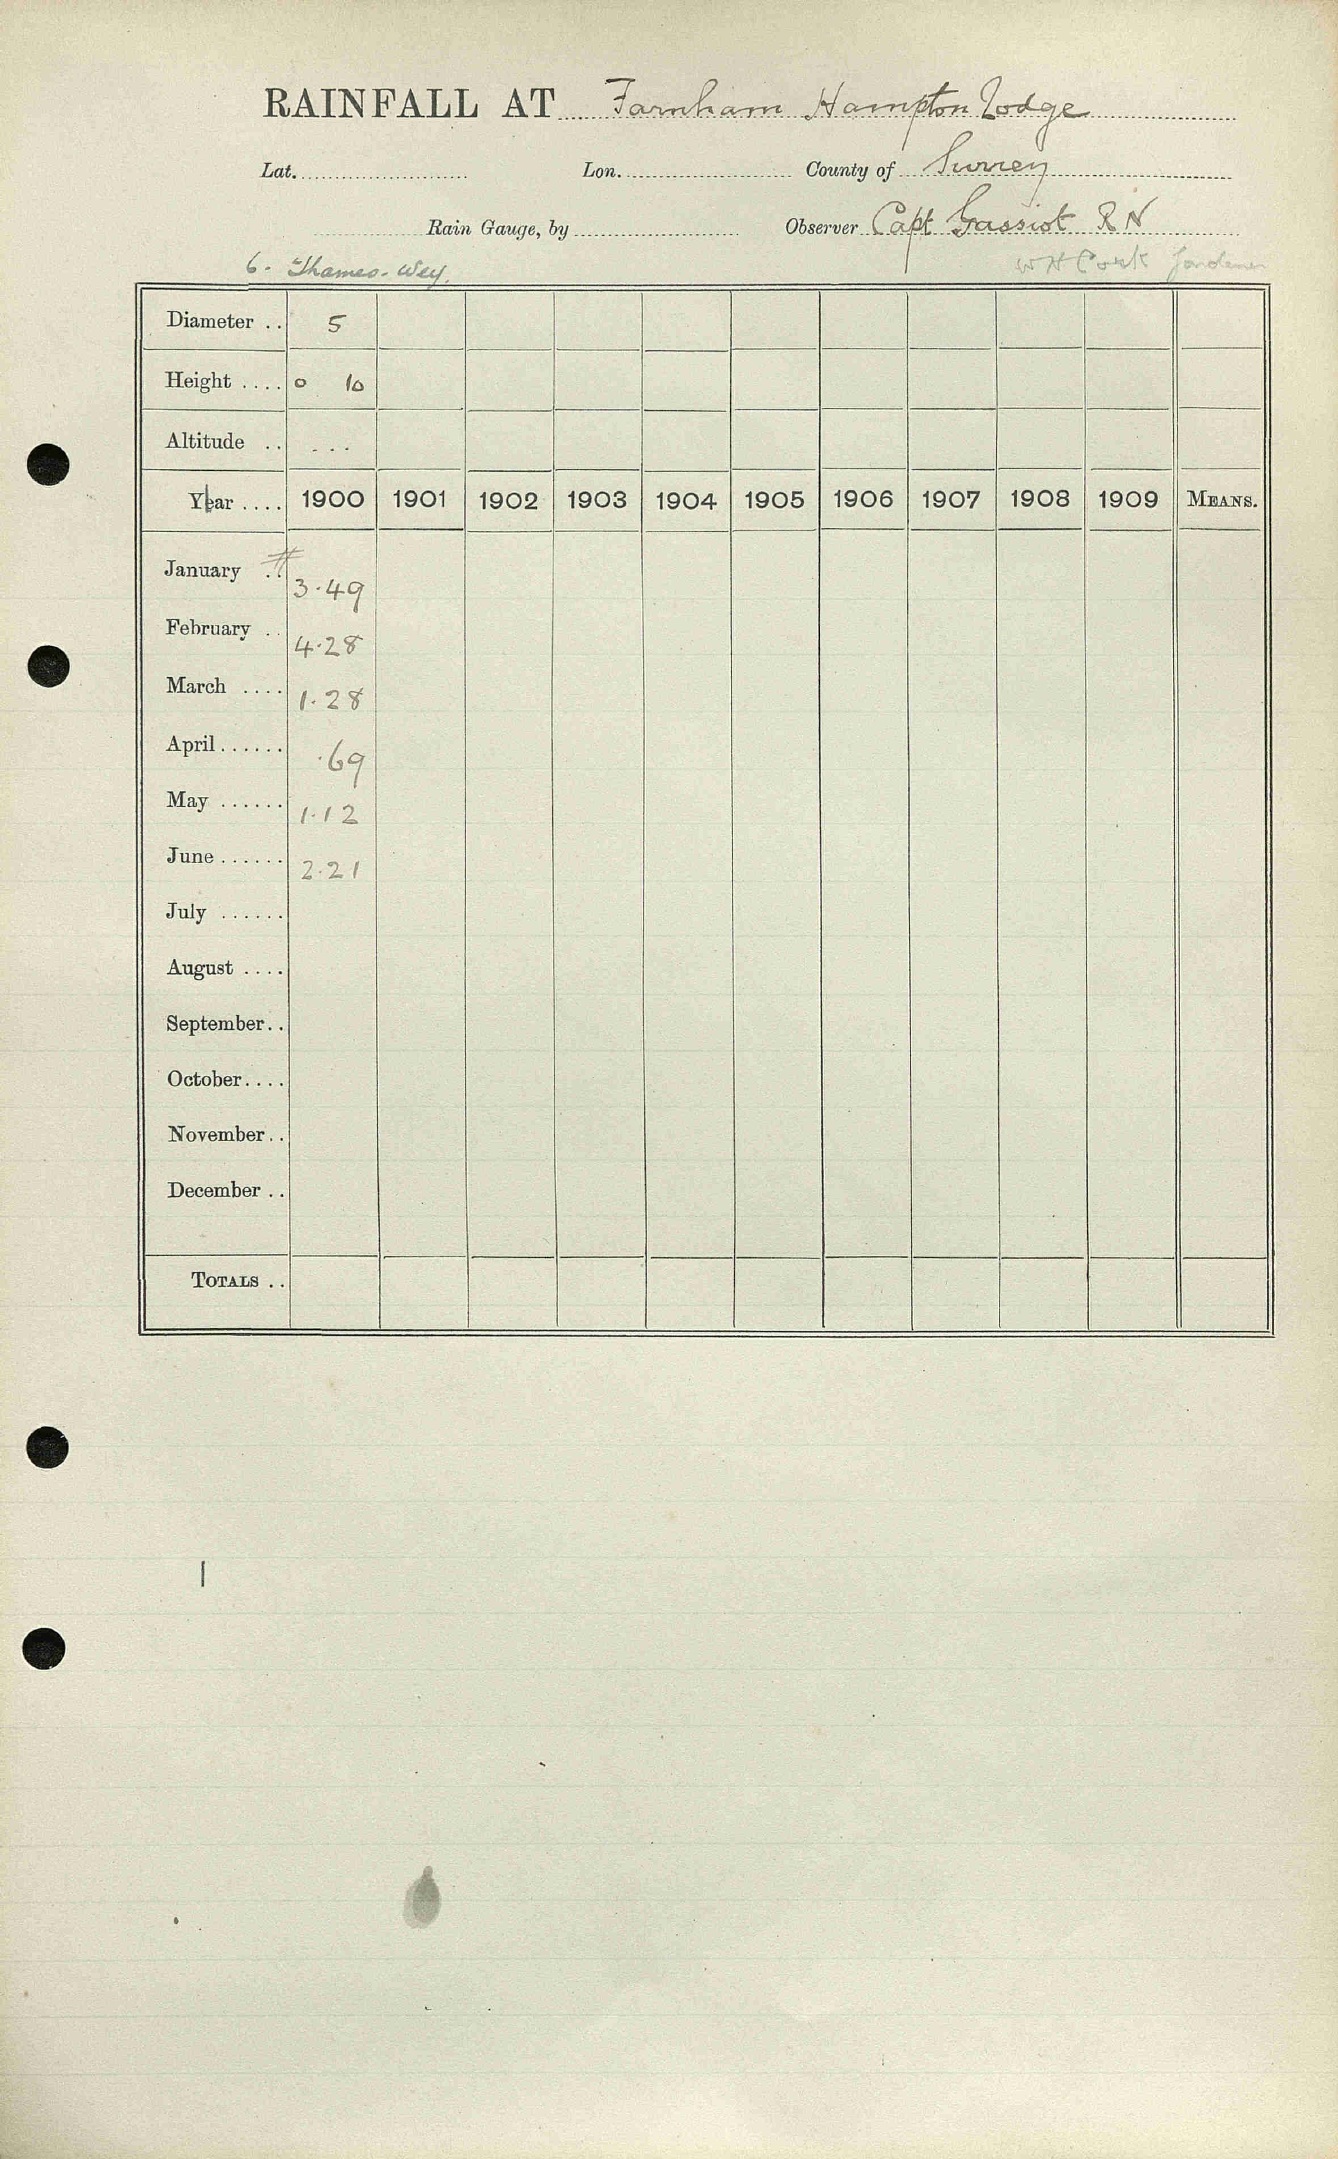 RAINFALL AT Farnham Hampton Lodge
Lat. Lon. County of Surrey
Rain Gauge, by Observer Capt Gassiot R N
6. Thames. Wey. W H Cork Gardener
Diameter .. 5
Height .... 0 10
Altitude .. ...
Year .... 1900 1901 1902 1903 1904 1905 1906 1907 1908 1909 MEANS.
January .. # 3.49
February .. 4.28
March .... 1.28
April ...... .69
May ...... 1.12
June ...... 2.21
July ......
August ....
September..
October....
November..
December ..
TOTALS ..